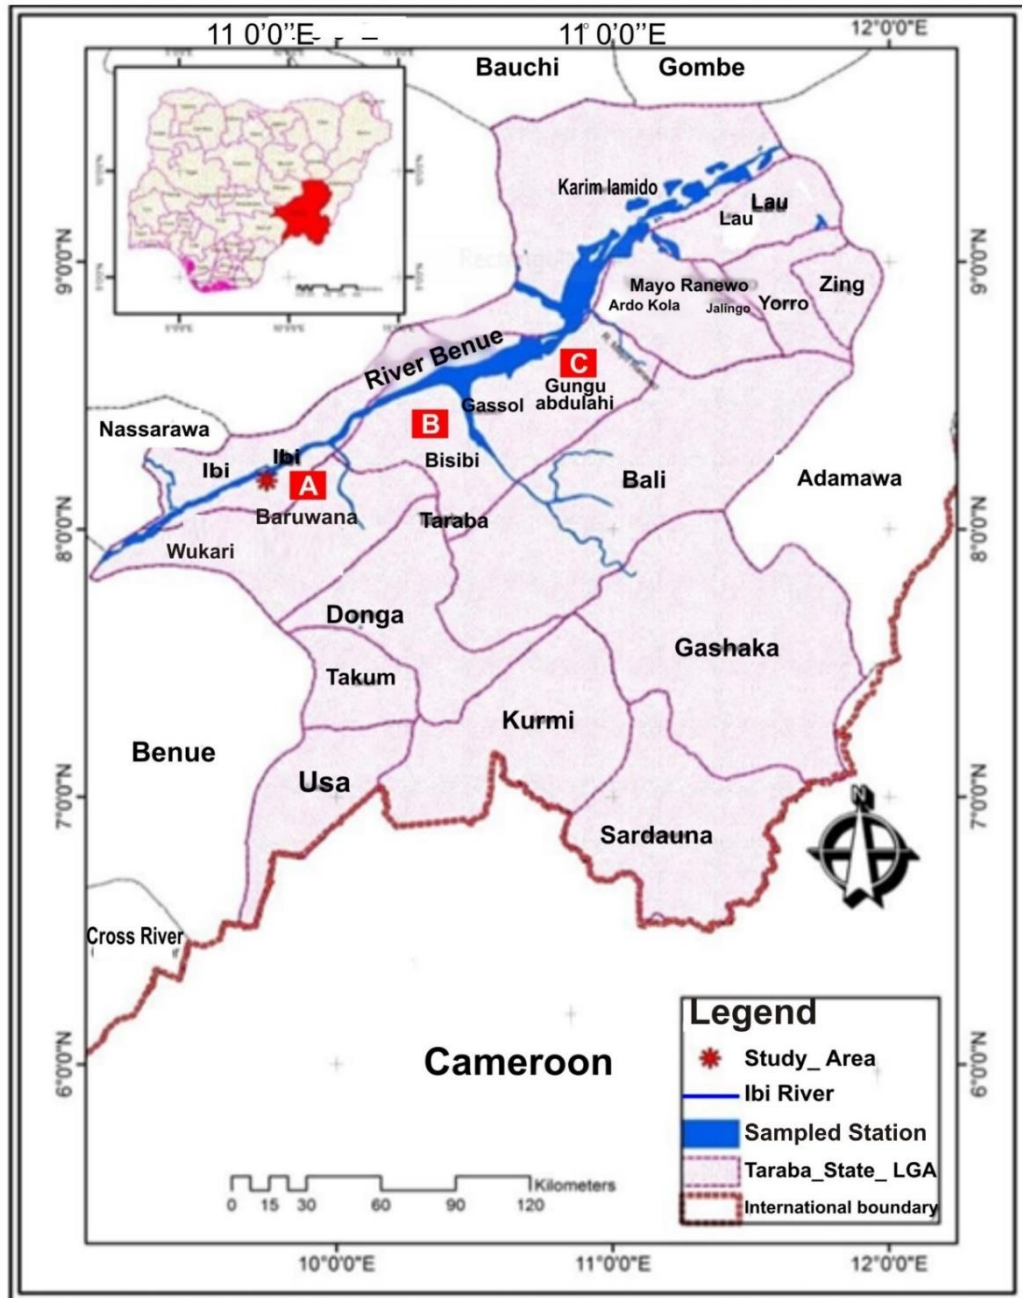 11 0'0"E
11°0'0"E
12°0'0"E
Bauchi
Gombe
Karim lamido
Lau
Lau
9°0'0"N
9°0'0"N
Mayo Ranewo
Zing
Ardo Kola
Jalingo
Yorro
River Benue
C
Gungu
abdulahi
Gassol
B
Nassarawa
Ibi
Ibi
Bisibi
A
Bali
Adamawa
Baruwana
Taraba
8°0'0"N
8°0'0"N
Wukari
Donga
Gashaka
Takum
Kurmi
Benue
Usa
7°0'0"N
7°0'0"N
N
Sardauna
Cross River
Legend
Cameroon
Study_ Area
6°0'0"N
6°0'0"N
Ibi River
Sampled Station
Taraba_State_ LGA
International boundary
Kilometers
0 15 30 60 90 120
10°0'0"E
11°0'0"E
12°0'0"E